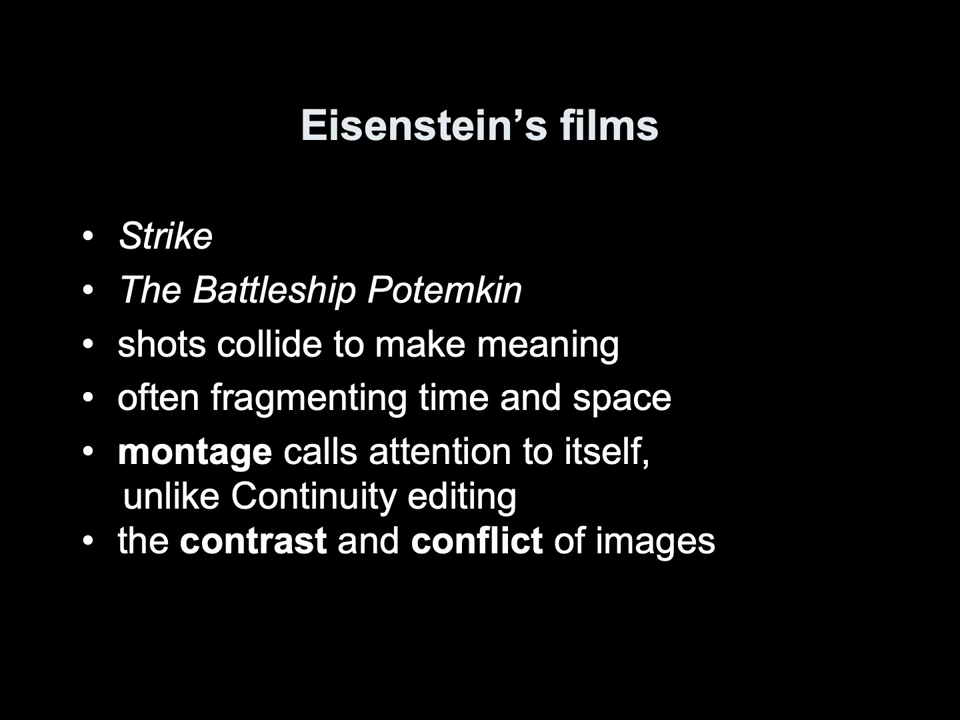 Eisenstein’s films
• Strike
• The Battleship Potemkin
• shots collide to make meaning
• often fragmenting time and space
• montage calls attention to itself,
unlike Continuity editing
• the contrast and conflict of images